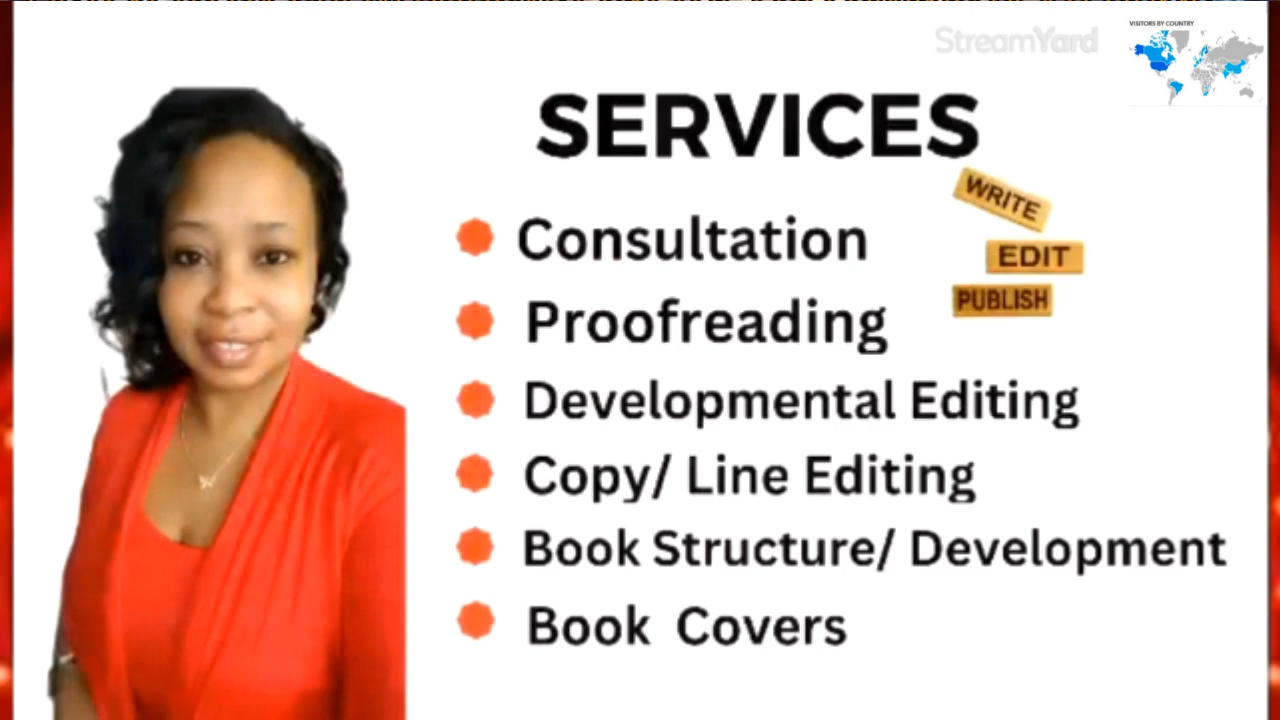 StreamYard
VISITORS BY COUNTRY
SERVICES
WRITE
EDIT
PUBLISH
Consultation
Proofreading
Developmental Editing
Copy/ Line Editing
Book Structure/ Development
Book Covers